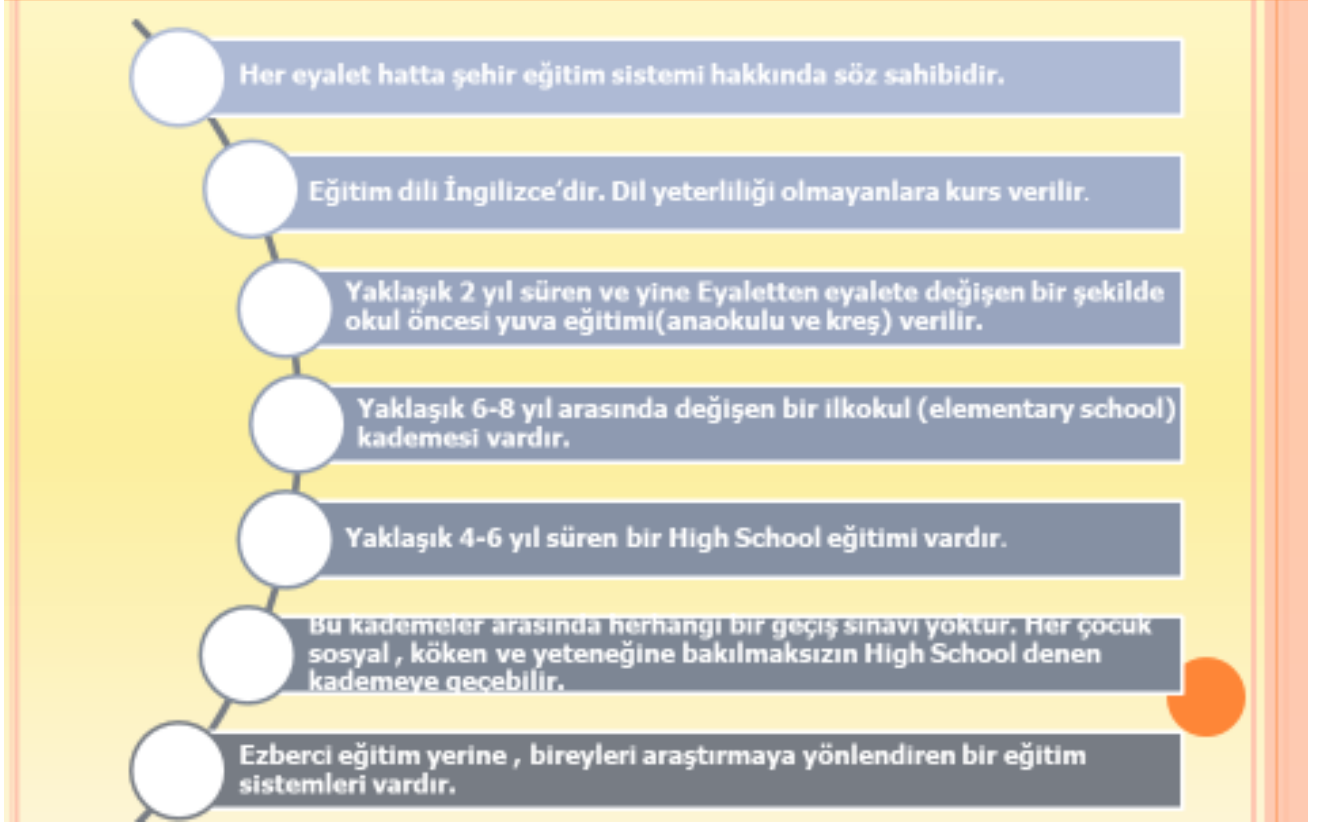 Her eyalet hatta şehir eğitim sistemi hakkında söz sahibidir.
Eğitim dili İngilizce’dir. Dil yeterliliği olmayanlara kurs verilir.
Yaklaşık 2 yıl süren ve yine Eyaletten eyalete değişen bir şekilde
okul öncesi yuva eğitimi(anaokulu ve kreş) verilir.
Yaklaşık 6-8 yıl arasında değişen bir ilkokul (elementary school)
kademesi vardır.
Yaklaşık 4-6 yıl süren bir High School eğitimi vardır.
Bu kademeler arasında herhangi bir geçiş sınavı yoktur. Her çocuk
sosyal , köken ve yeteneğine bakılmaksızın High School denen
kademeye geçebilir.
Ezberci eğitim yerine , bireyleri araştırmaya yönlendiren bir eğitim
sistemleri vardır.